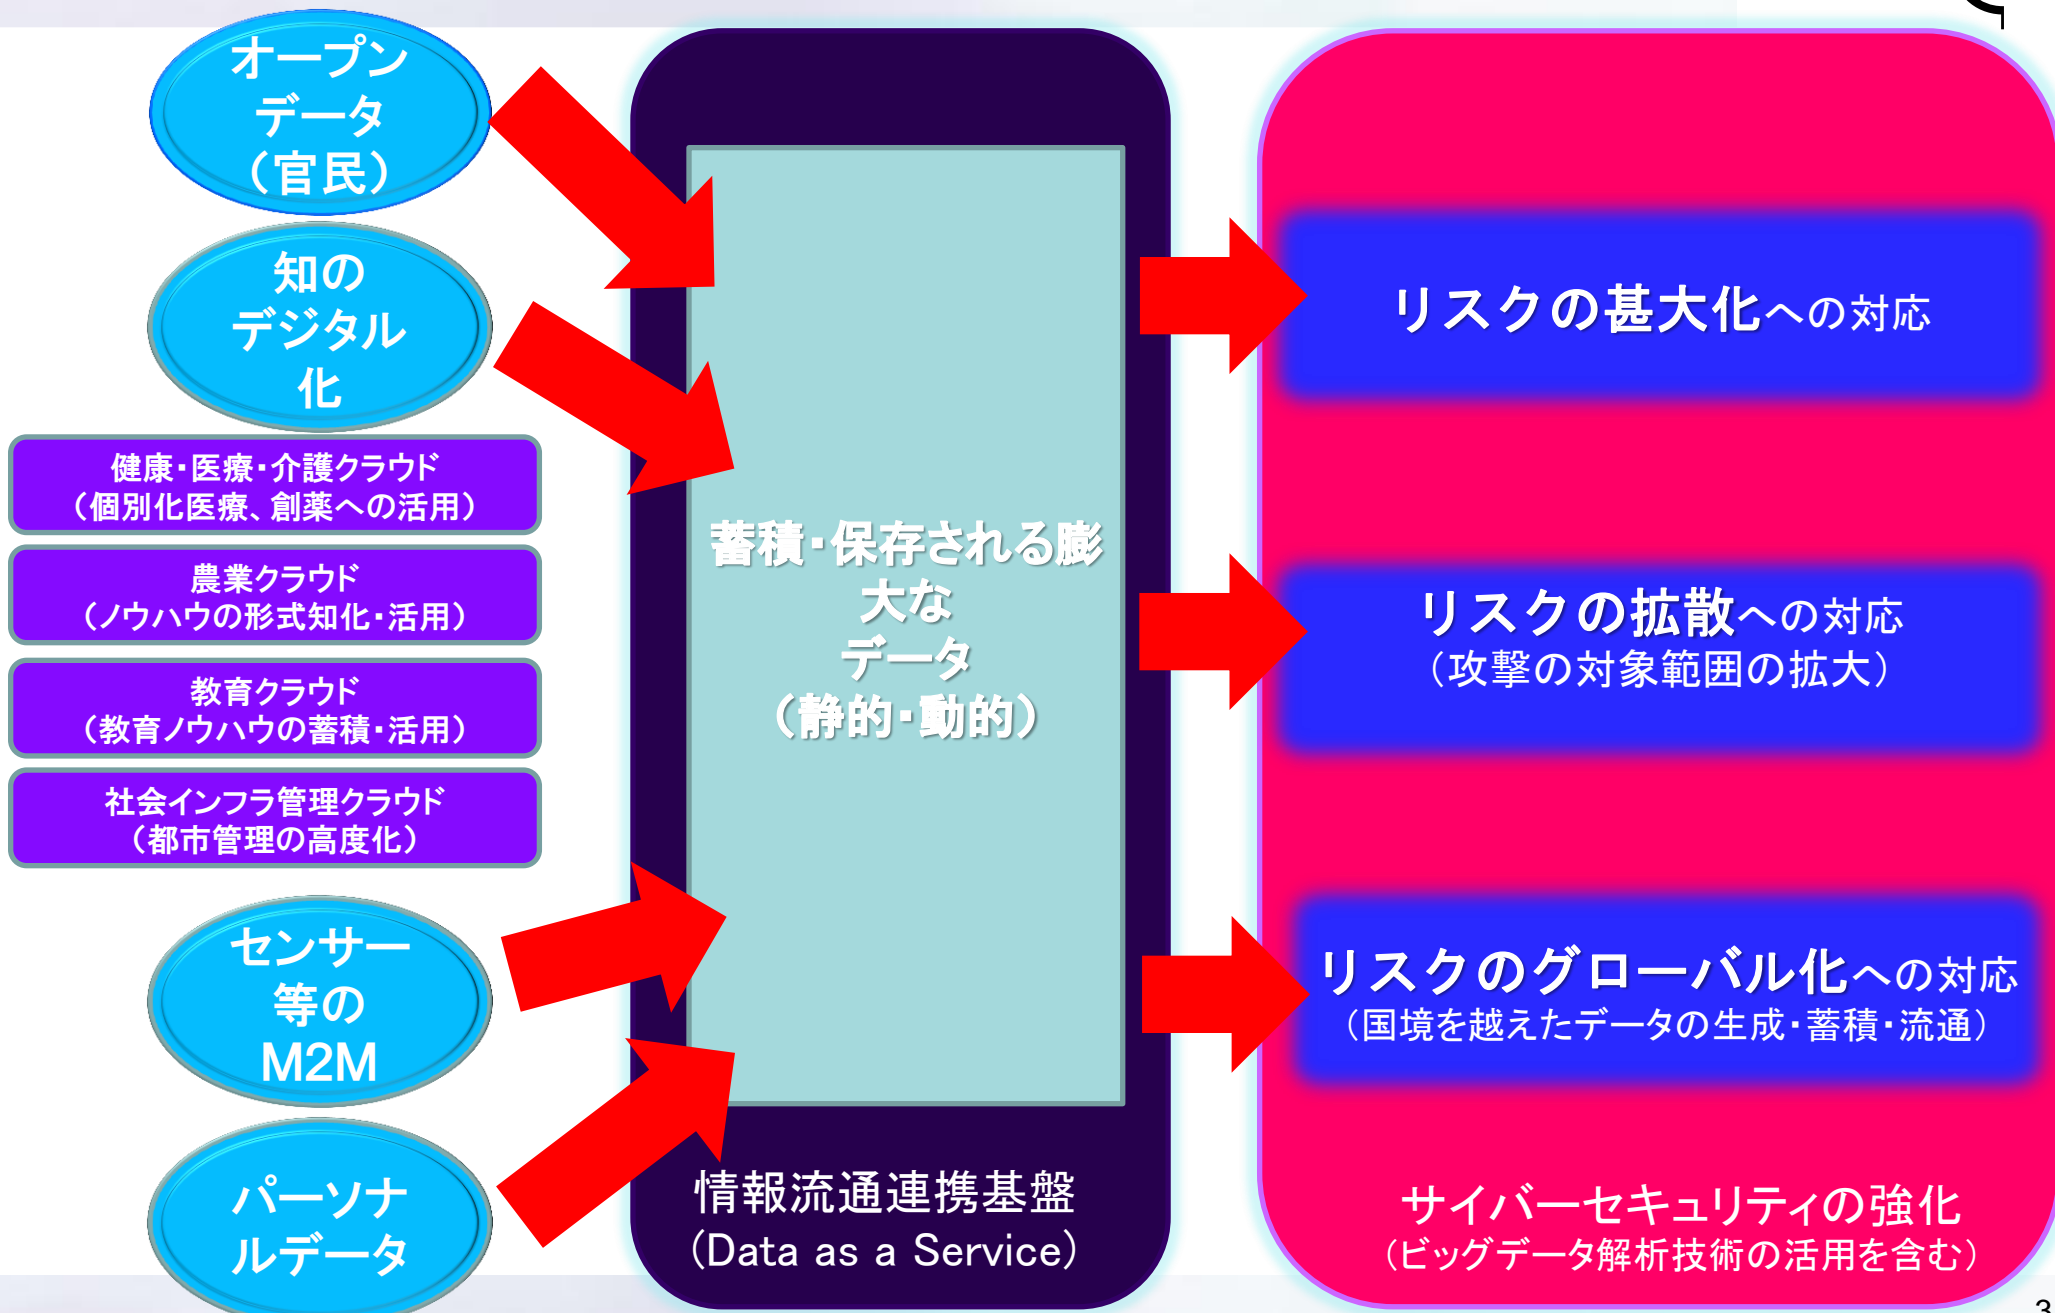 オープン
データ
（官民）
知の
デジタル
化
健康・医療・介護クラウド
（個別化医療、創薬への活用）
農業クラウド
（ノウハウの形式知化・活用）
教育クラウド
（教育ノウハウの蓄積・活用）
社会インフラ管理クラウド
（都市管理の高度化）
センサー
等の
M2M
パーソナ
ルデータ
蓄積・保存される膨
大な
データ
（静的・動的）
情報流通連携基盤
(Data as a Service)
リスクの甚大化への対応
リスクの拡散への対応
（攻撃の対象範囲の拡大）
リスクのグローバル化への対応
（国境を越えたデータの生成・蓄積・流通）
サイバーセキュリティの強化
（ビッグデータ解析技術の活用を含む）